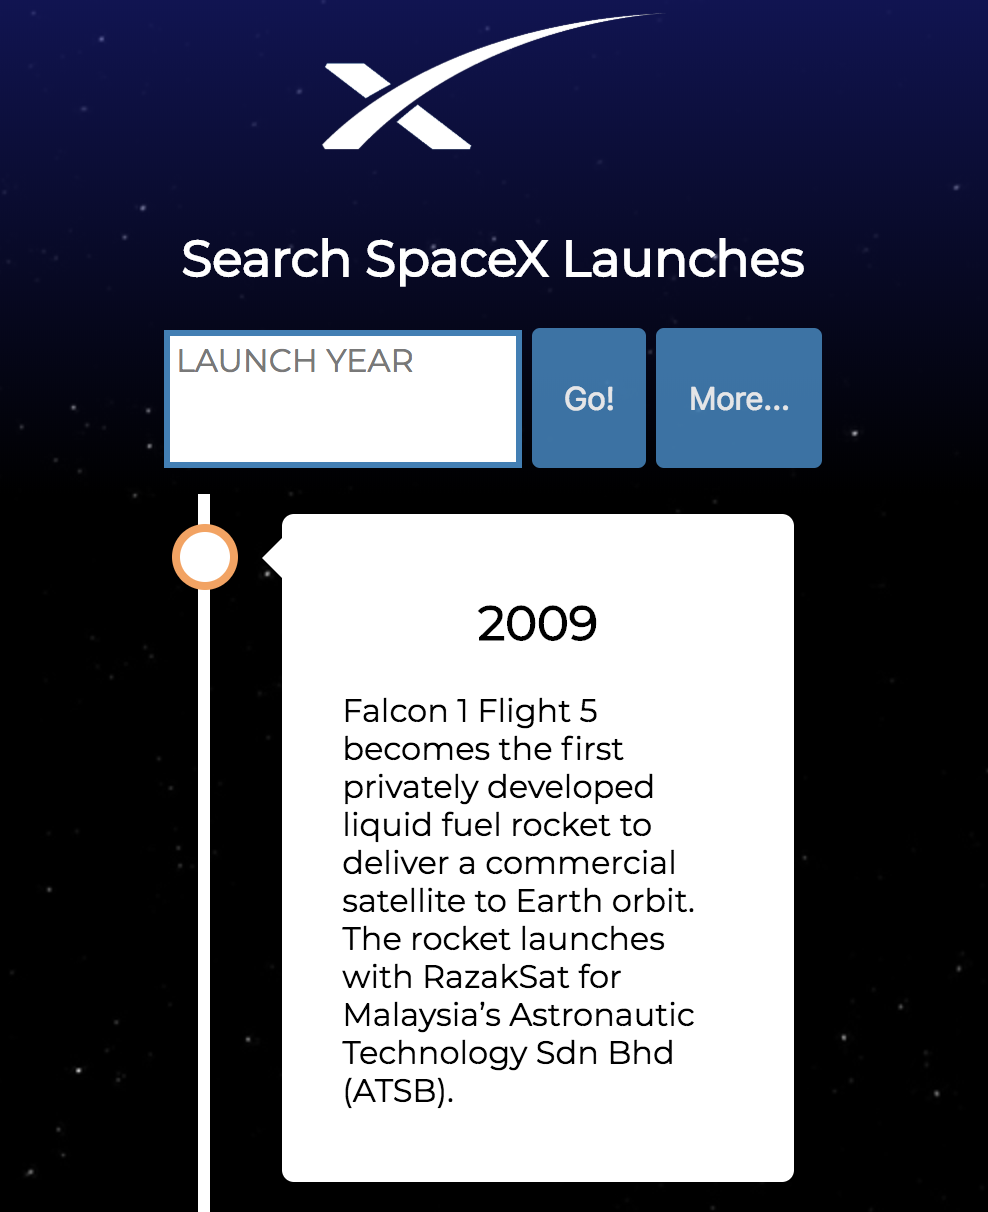 Search SpaceX Launches
LAUNCH YEAR
Go!
More...
2009
Falcon 1 Flight 5
becomes the first
privately developed
liquid fuel rocket to
deliver a commercial
satellite to Earth orbit.
The rocket launches
with RazakSat for
Malaysia’s Astronautic
Technology Sdn Bhd
(ATSB).